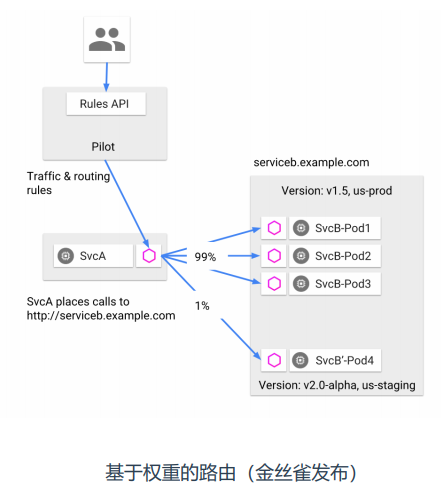 Rules API
Pilot
Traffic & routing
rules
serviceb.example.com
Version: v1.5, us-prod
SvcB-Pod1
SvcA
99%
SvcB-Pod2
SvcB-Pod3
SvcA places calls to
http://serviceb.example.com
1%
SvcB’-Pod4
Version: v2.0-alpha, us-staging
基于权重的路由（金丝雀发布）